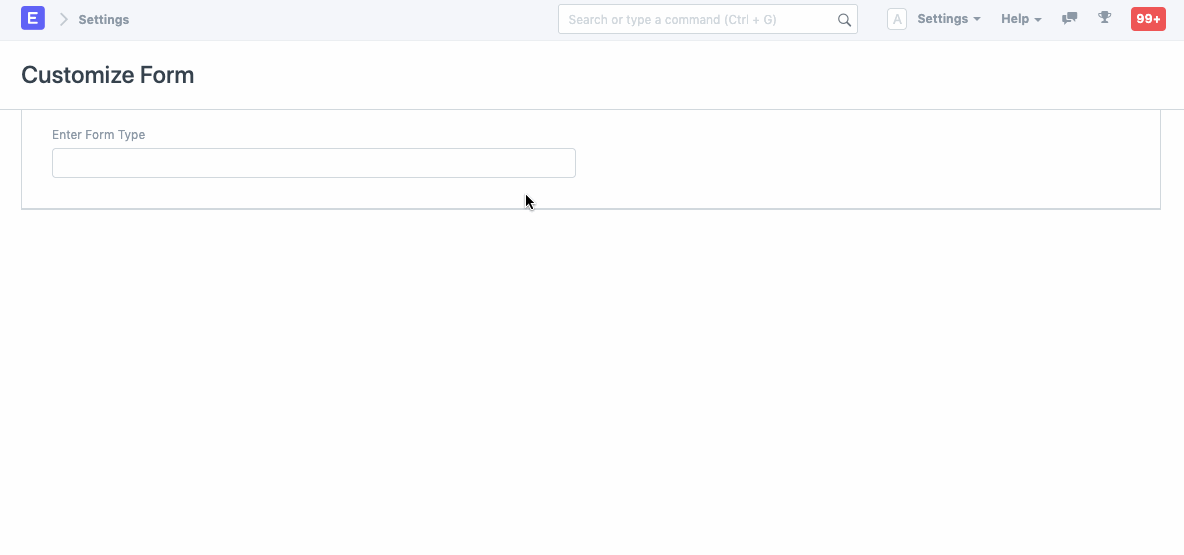 E Settings Search or type a command (Ctrl + G) A Settings Help 99+
Customize Form
Enter Form Type